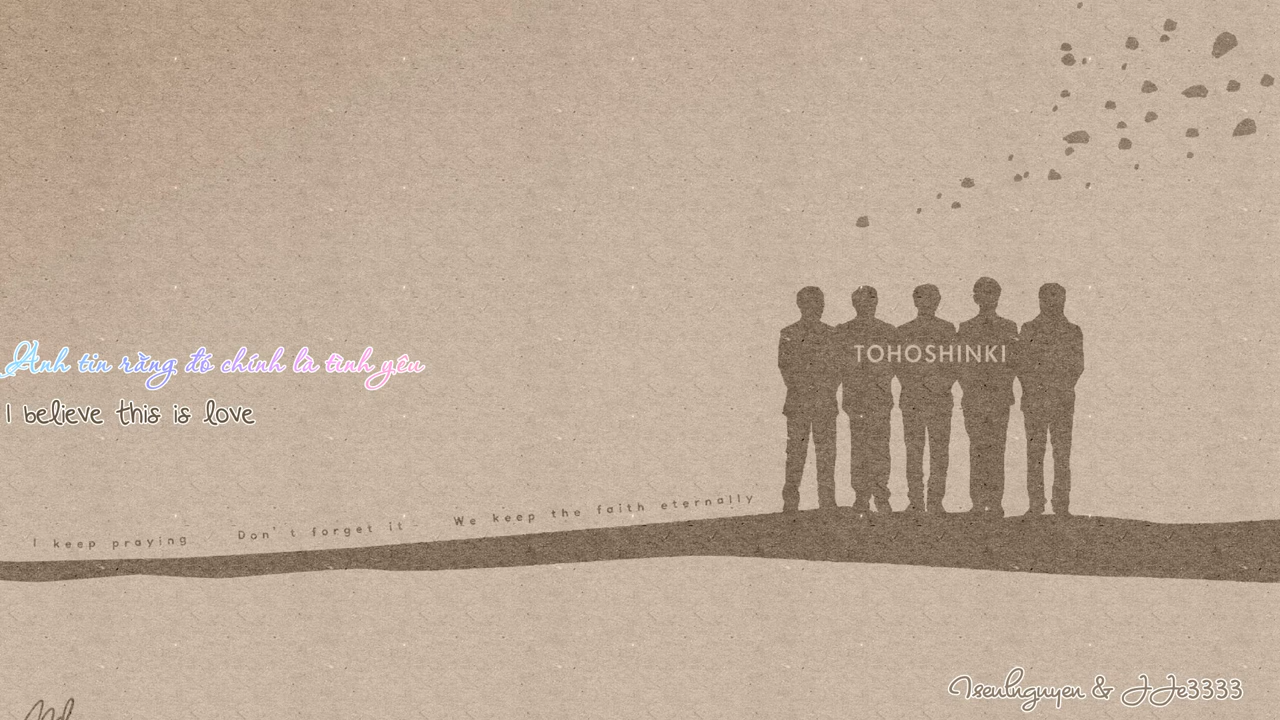 TOHOSHINKI
Anh tin rằng đó chính là tình yêu
I believe this is love
I keep praying Don't forget it We keep the faith eternally
Isenlnguyen & JJe3333